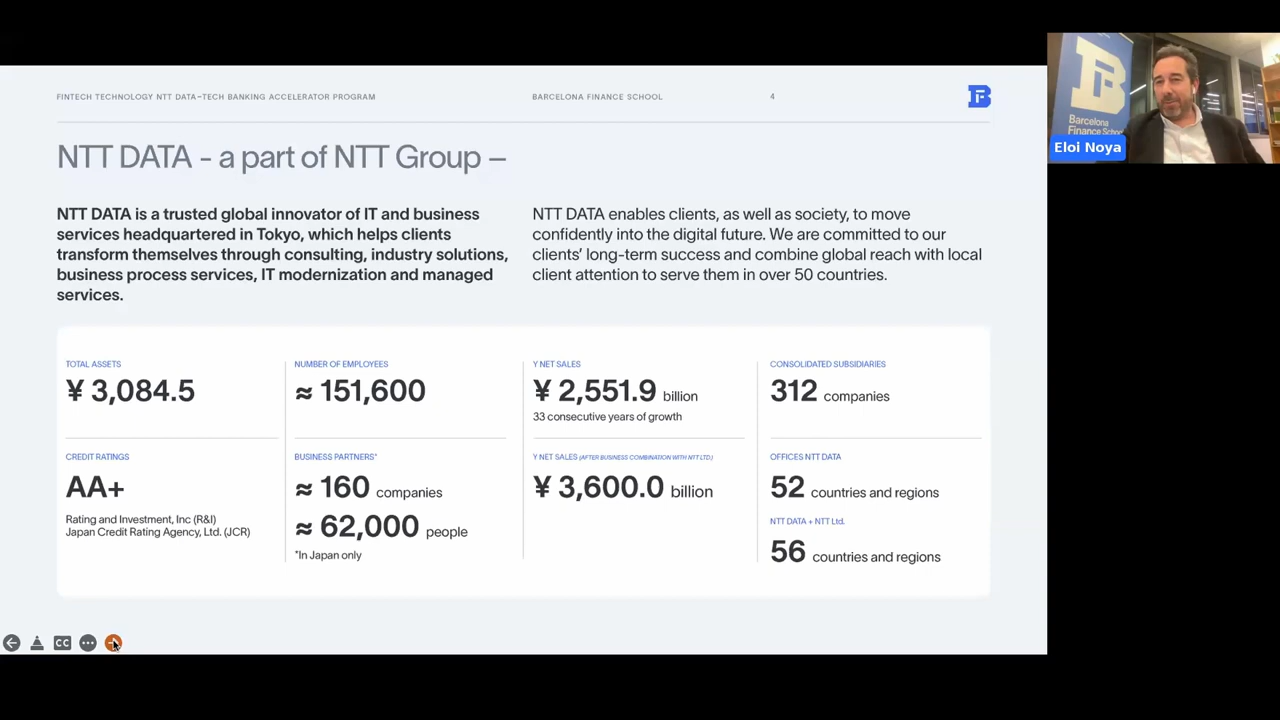 FINTECH TECHNOLOGY NTT DATA–TECH BANKING ACCELERATOR PROGRAM
BARCELONA FINANCE SCHOOL
4
NTT DATA - a part of NTT Group –
NTT DATA is a trusted global innovator of IT and business
services headquartered in Tokyo, which helps clients
transform themselves through consulting, industry solutions,
business process services, IT modernization and managed
services.
NTT DATA enables clients, as well as society, to move
confidently into the digital future. We are committed to our
clients’ long-term success and combine global reach with local
client attention to serve them in over 50 countries.
TOTAL ASSETS
¥ 3,084.5
NUMBER OF EMPLOYEES
≈ 151,600
Y NET SALES
¥ 2,551.9 billion
33 consecutive years of growth
CONSOLIDATED SUBSIDIARIES
312 companies
CREDIT RATINGS
AA+
Rating and Investment, Inc (R&I)
Japan Credit Rating Agency, Ltd. (JCR)
BUSINESS PARTNERS*
≈ 160 companies
≈ 62,000 people
*In Japan only
Y NET SALES (AFTER BUSINESS COMBINATION WITH NTT LTD.)
¥ 3,600.0 billion
OFFICES NTT DATA
52 countries and regions
NTT DATA + NTT Ltd.
56 countries and regions
CC
Barcelona
Finance School
Eloi Noya